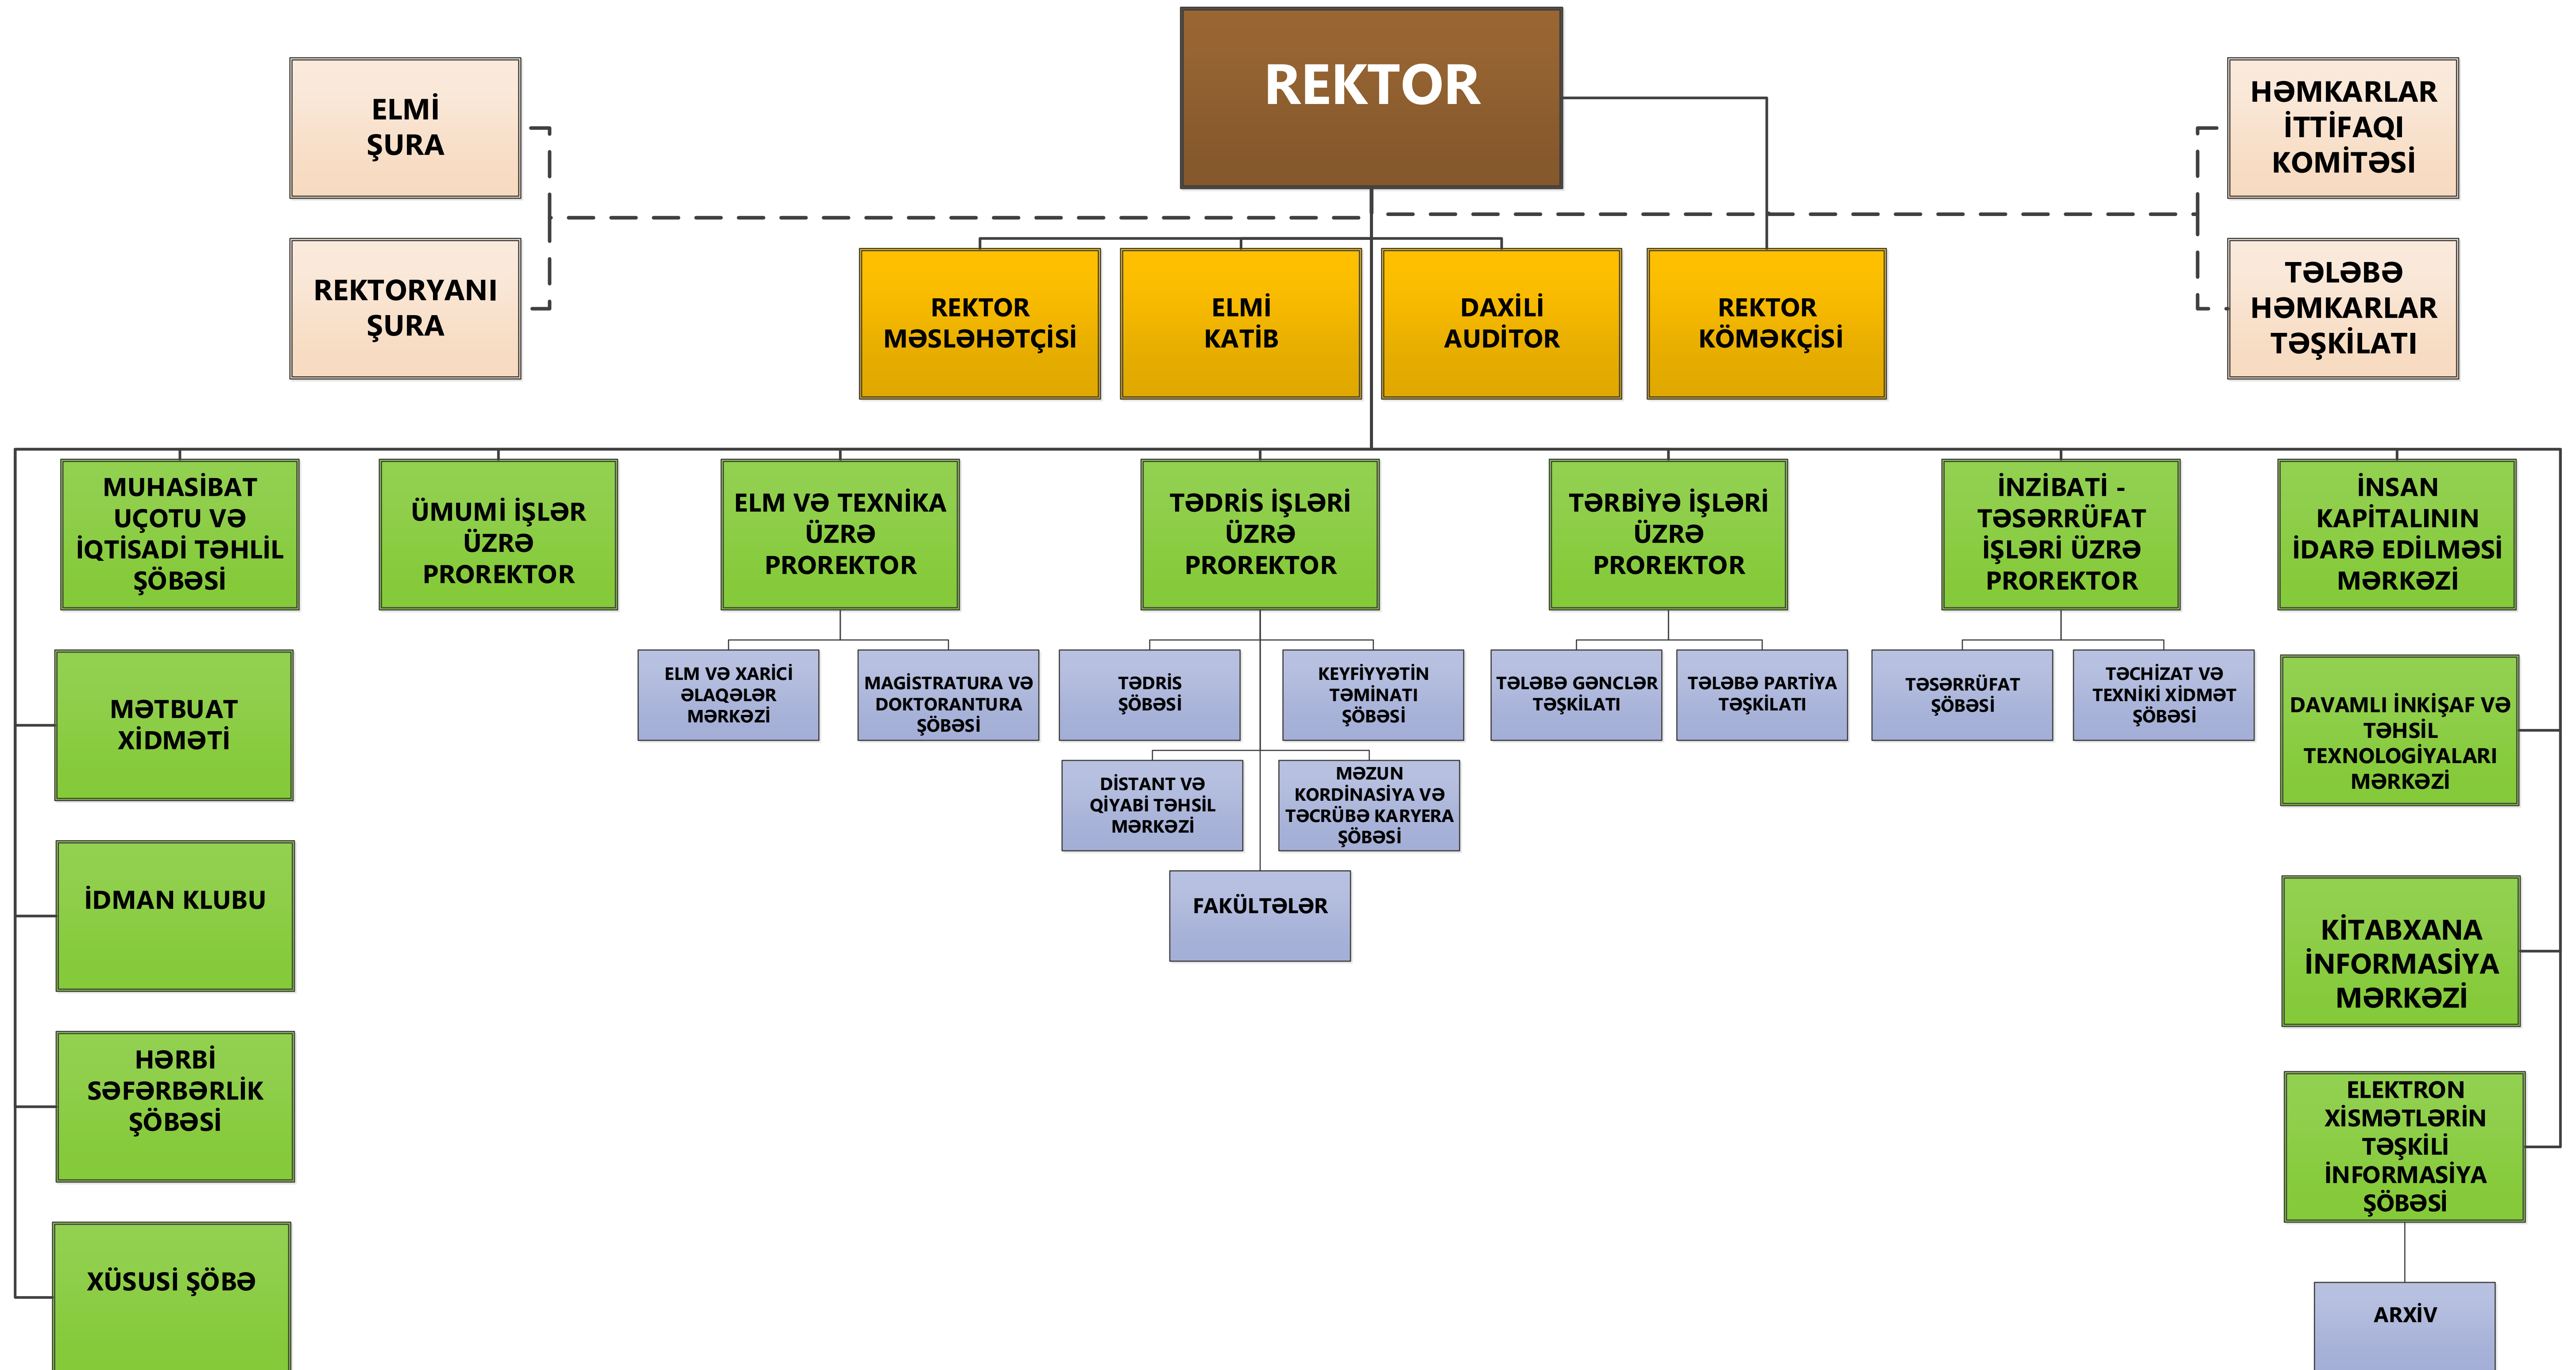 REKTOR
ELMİ
ŞURA
HƏMKARLAR
İTTİFAQI
KOMİTƏSİ
REKTORYANI
ŞURA
REKTOR
MƏSLƏHƏTÇİSİ
ELMİ
KATİB
DAXİLİ
AUDİTOR
REKTOR
KÖMƏKÇİSİ
TƏLƏBƏ
HƏMKARLAR
TƏŞKİLATI
MUHASİBAT
UÇOTU VƏ
İQTİSADİ TƏHLİL
ŞÖBƏSİ
ÜMUMİ İŞLƏR
ÜZRƏ
PROREKTOR
ELM VƏ TEXNİKA
ÜZRƏ
PROREKTOR
TƏDRİS İŞLƏRİ
ÜZRƏ
PROREKTOR
TƏRBİYƏ İŞLƏRİ
ÜZRƏ
PROREKTOR
İNZİBATİ -
TƏSƏRRÜFAT
İŞLƏRİ ÜZRƏ
PROREKTOR
İNSAN
KAPİTALININ
İDARƏ EDİLMƏSİ
MƏRKƏZİ
MƏTBUAT
XİDMƏTİ
ELM VƏ XARİCİ
ƏLAQƏLƏR
MƏRKƏZİ
MAGİSTRATURA VƏ
DOKTORANTURA
ŞÖBƏSİ
TƏDRİS
ŞÖBƏSİ
KEYFİYYƏTİN
TƏMİNATI
ŞÖBƏSİ
TƏLƏBƏ GƏNCLƏR
TƏŞKİLATI
TƏLƏBƏ PARTİYA
TƏŞKİLATI
TƏSƏRRÜFAT
ŞÖBƏSİ
TƏCHİZAT VƏ
TEXNİKİ XİDMƏT
ŞÖBƏSİ
DAVAMLI İNKİŞAF VƏ
TƏHSİL
TEXNOLOGİYALARI
MƏRKƏZİ
DİSTANT VƏ
QİYABİ TƏHSİL
MƏRKƏZİ
MƏZUN
KORDİNASİYA VƏ
TƏCRÜBƏ KARYERA
ŞÖBƏSİ
İDMAN KLUBU
FAKÜLTƏLƏR
KİTABXANA
İNFORMASİYA
MƏRKƏZİ
HƏRBİ
SƏFƏRBƏRLİK
ŞÖBƏSİ
ELEKTRON
XİSMƏTLƏRİN
TƏŞKİLİ
İNFORMASİYA
ŞÖBƏSİ
XÜSUSİ ŞÖBƏ
ARXİV